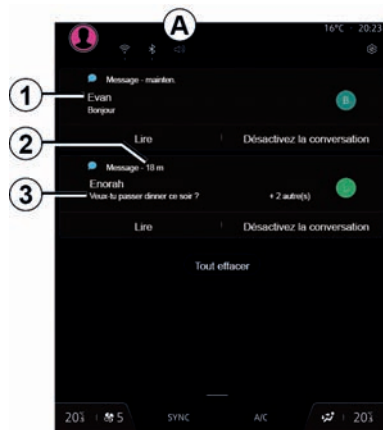 A
16°C 20:23
Message - mainten.
1
Evan
B
Bonjour
2
Lire Désactivez la conversation
Message - 18 m
3
Enorah
Veux-tu passer dinner ce soir ? + 2 autre(s)
Lire Désactivez la conversation
Tout effacer
20 5 SYNC A/C 20